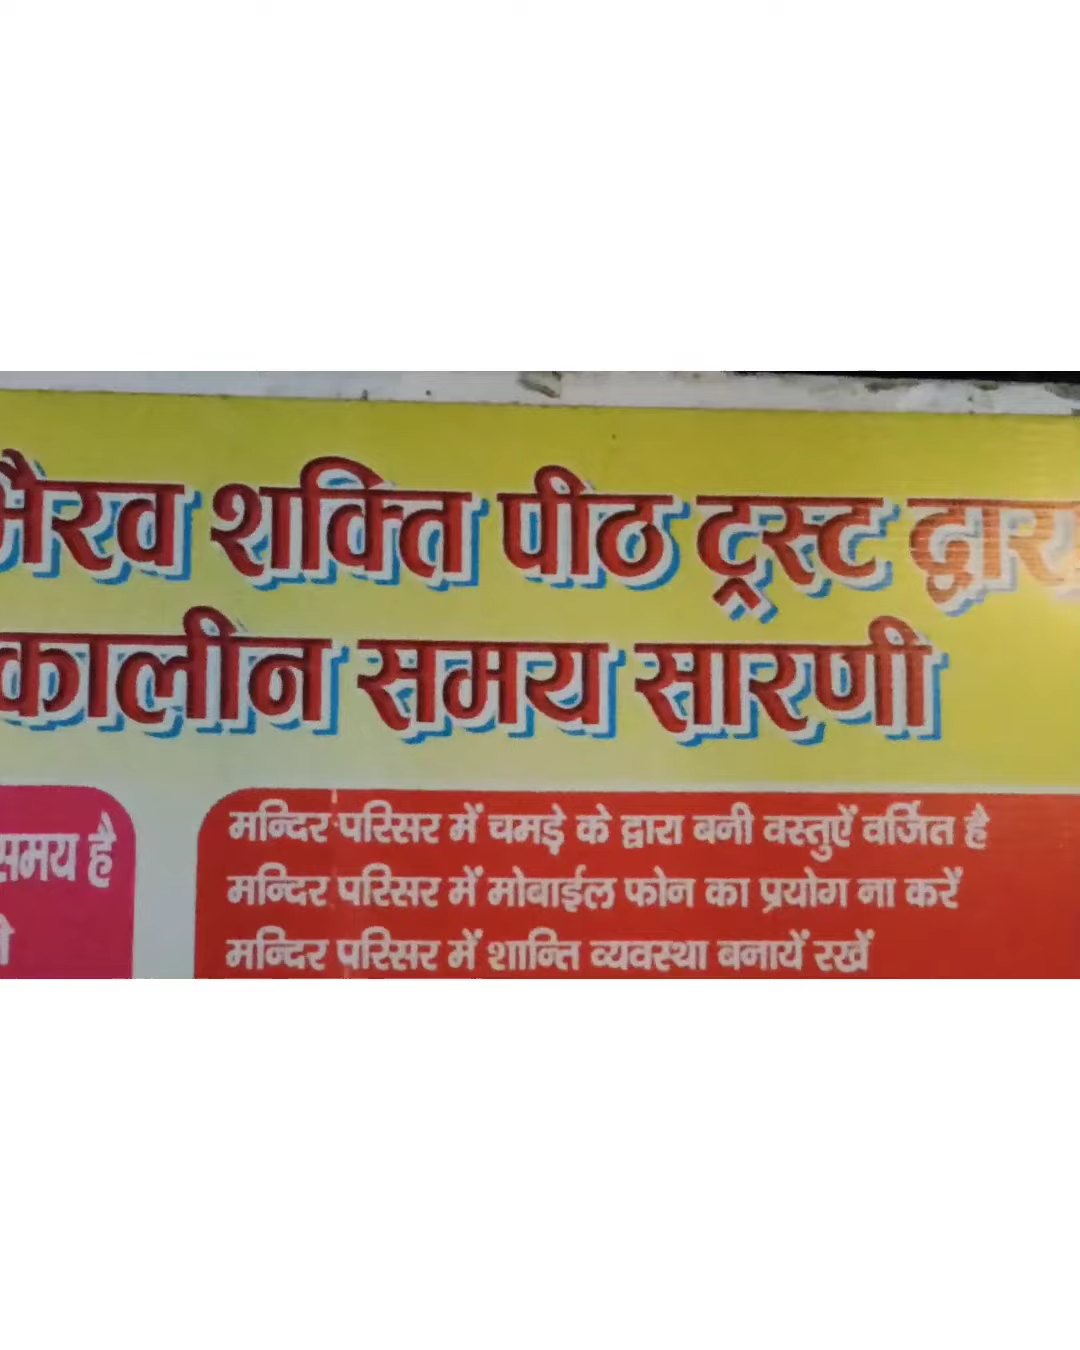 भैरव शक्ति पीठ ट्रस्ट द्वारा
कालीन समय सारणी
समय है
मन्दिर परिसर में चमड़े के द्वारा बनी वस्तुऐं वर्जित है
मन्दिर परिसर में मोबाईल फोन का प्रयोग ना करें
मन्दिर परिसर में शान्ति व्यवस्था बनायें रखें